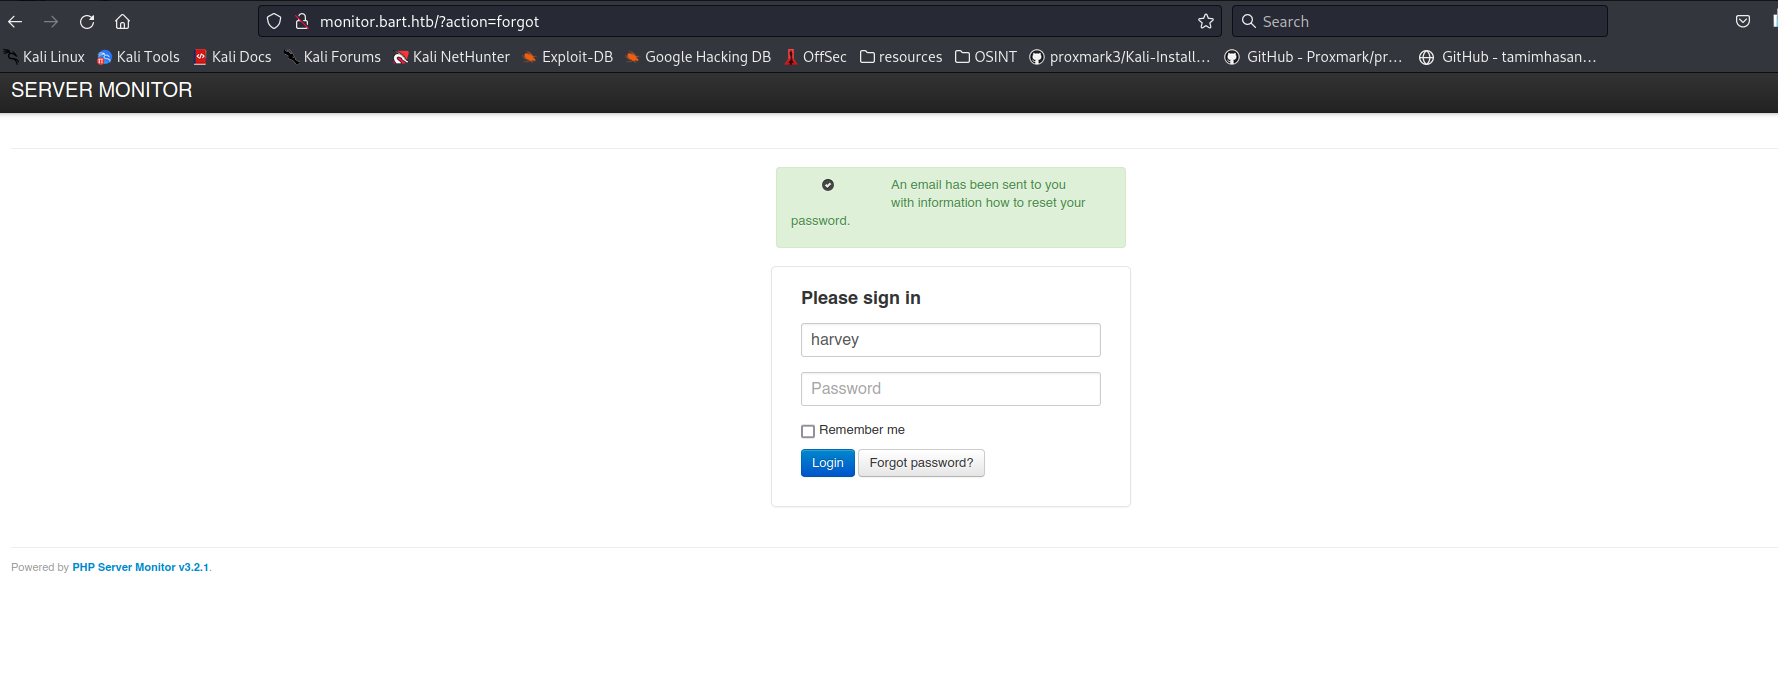 monitor.bart.htb/?action=forgot
Search
Kali Linux Kali Tools Kali Docs Kali Forums Kali NetHunter Exploit-DB Google Hacking DB OffSec resources OSINT proxmark3/Kali-Install... GitHub - Proxmark/pr... GitHub - tamimhasan...
SERVER MONITOR
An email has been sent to you
with information how to reset your
password.
Please sign in
harvey
Password
Remember me
Login Forgot password?
Powered by PHP Server Monitor v3.2.1.